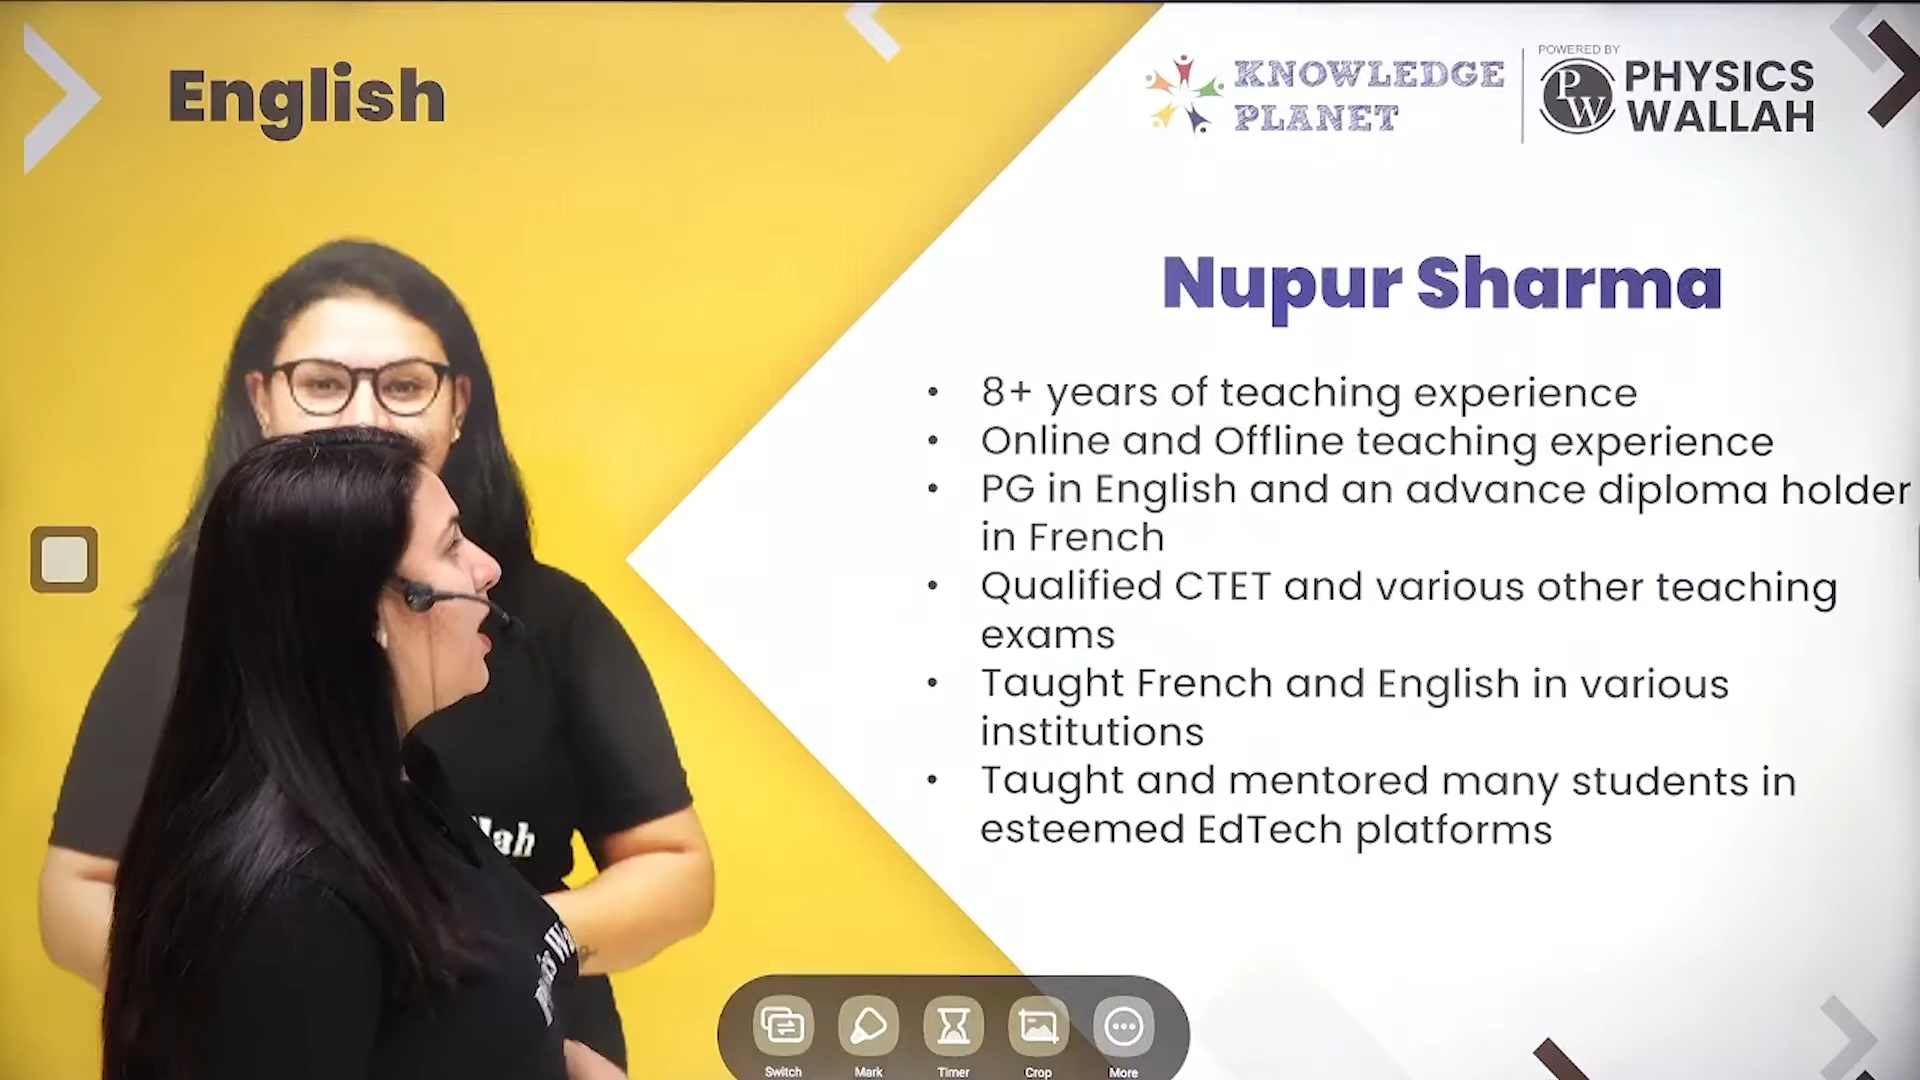 English
KNOWLEDGE
PLANET
POWERED BY
PW
PHYSICS
WALLAH
Nupur Sharma
• 8+ years of teaching experience
• Online and Offline teaching experience
• PG in English and an advance diploma holder
in French
• Qualified CTET and various other teaching
exams
• Taught French and English in various
institutions
• Taught and mentored many students in
esteemed EdTech platforms
Switch Mark Timer Crop More